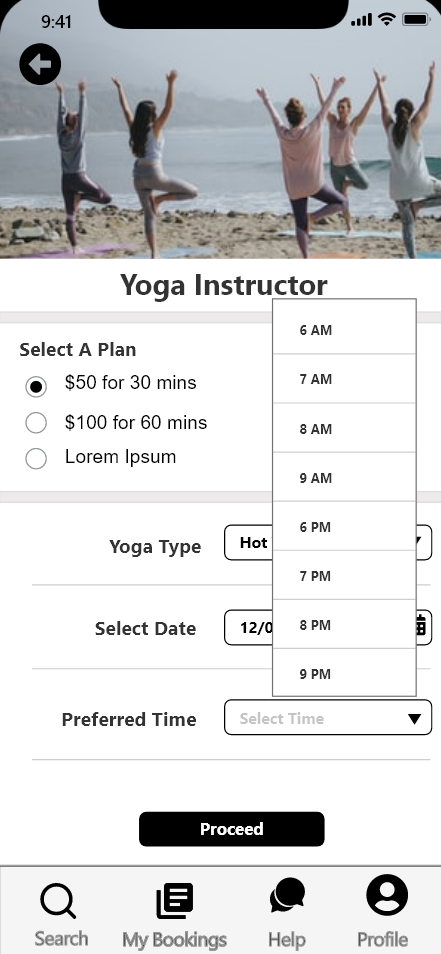 9:41
Yoga Instructor
Select A Plan
$50 for 30 mins
$100 for 60 mins
Lorem Ipsum
6 AM
7 AM
8 AM
9 AM
6 PM
7 PM
8 PM
9 PM
Yoga Type
Hot
Select Date
12/0
Preferred Time
Select Time
Proceed
Search
My Bookings
Help
Profile